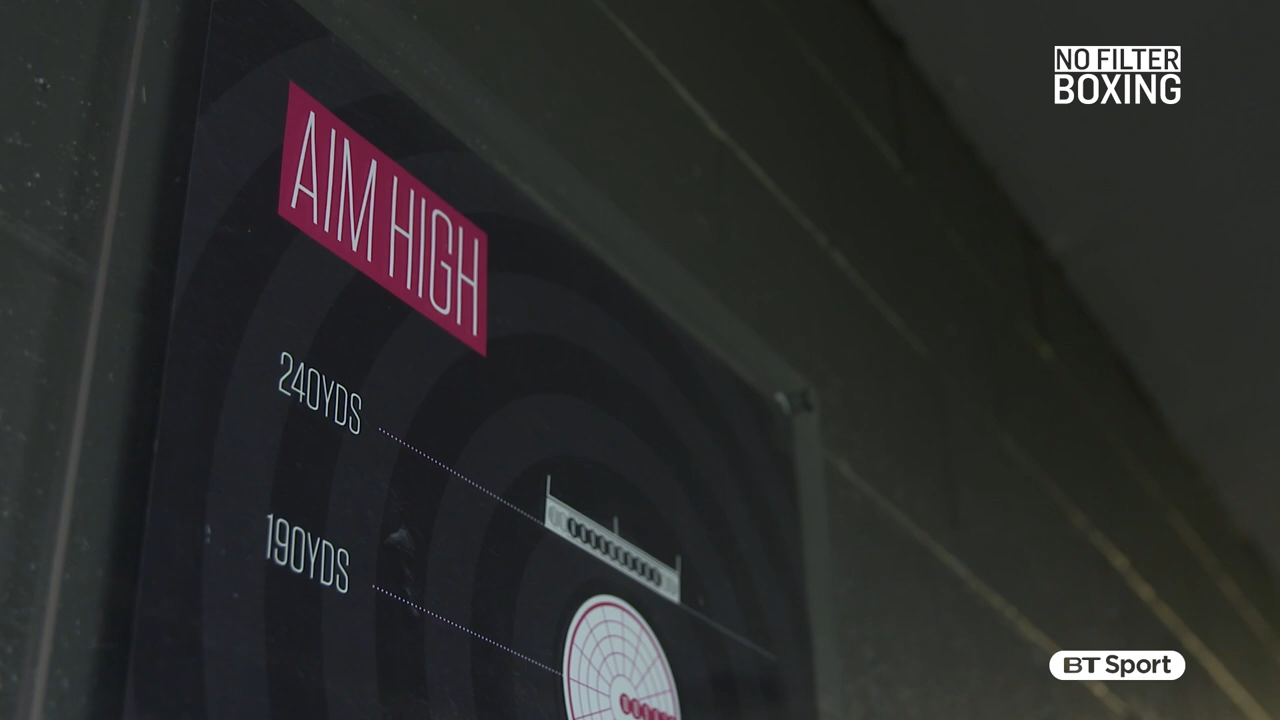 NO FILTER
BOXING
AIM HIGH
240YDS
190YDS
BT Sport